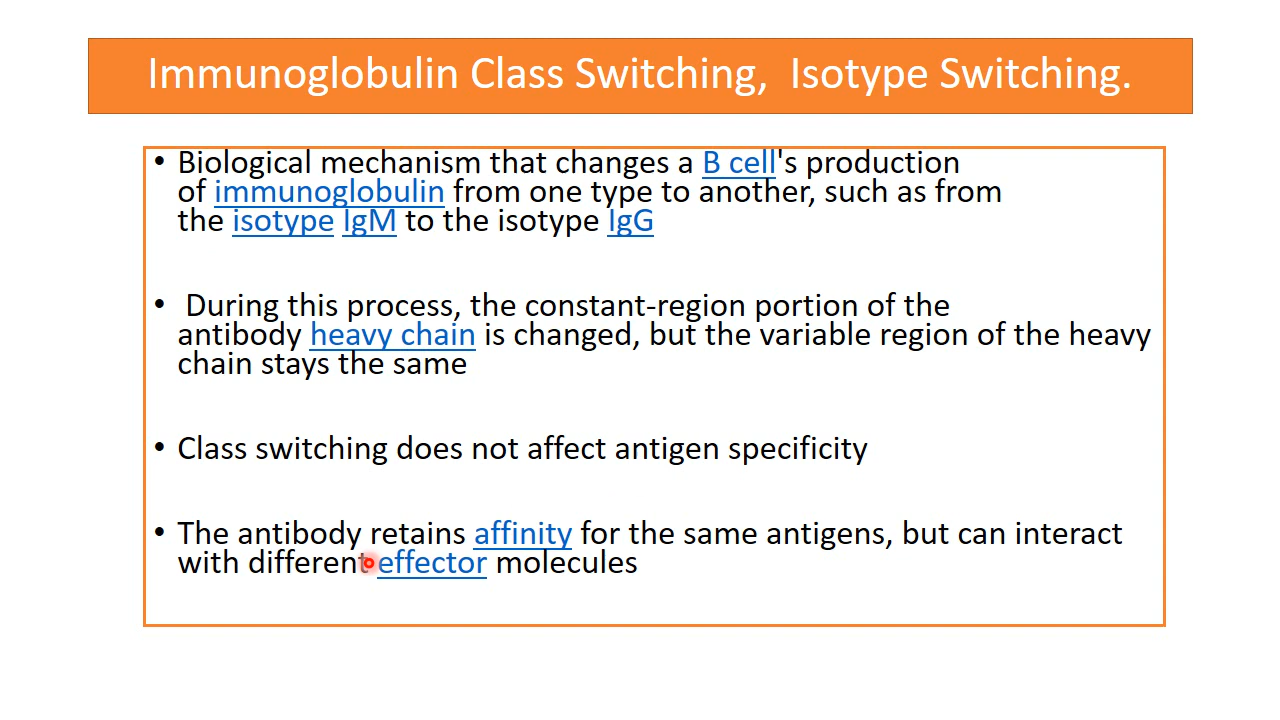 Immunoglobulin Class Switching,  Isotype Switching.
• Biological mechanism that changes a B cell's production
of immunoglobulin from one type to another, such as from
the isotype IgM to the isotype IgG
•  During this process, the constant-region portion of the
antibody heavy chain is changed, but the variable region of the heavy
chain stays the same
• Class switching does not affect antigen specificity
• The antibody retains affinity for the same antigens, but can interact
with different effector molecules